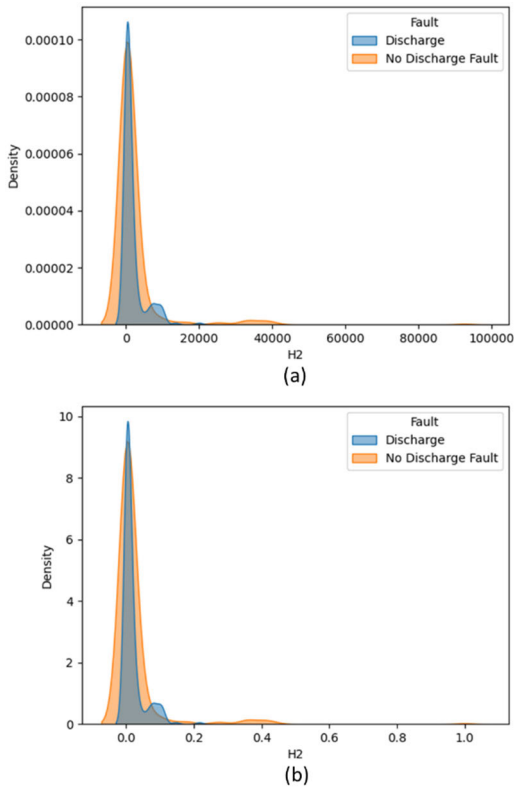 Fault
Discharge
No Discharge Fault
0.00010
0.00008
0.00006
0.00004
0.00002
0.00000
Density
0 20000 40000 60000 80000 100000
H2
(a)
Fault
Discharge
No Discharge Fault
10
8
6
4
2
0
Density
0.0 0.2 0.4 0.6 0.8 1.0
H2
(b)